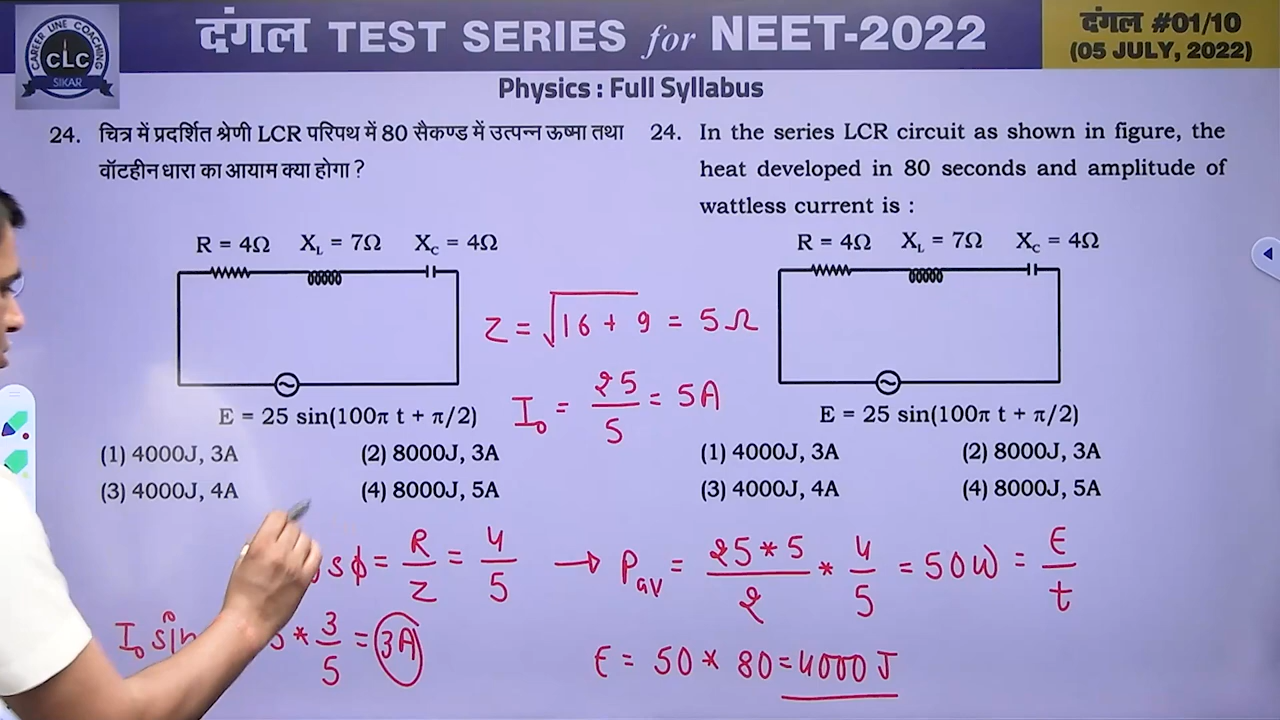 CAREER LINE COACHING
CLC
SIKAR
दंगल TEST SERIES for NEET-2022
दंगल #01/10
(05 JULY, 2022)
Physics : Full Syllabus
24. चित्र में प्रदर्शित श्रेणी LCR परिपथ में 80 सैकण्ड में उत्पन्न ऊष्मा तथा
वॉटहीन धारा का आयाम क्या होगा ?
R = 4Ω X_L = 7Ω X_C = 4Ω
E = 25 sin(100π t + π/2)
(1) 4000J, 3A (2) 8000J, 3A
(3) 4000J, 4A (4) 8000J, 5A
24. In the series LCR circuit as shown in figure, the
heat developed in 80 seconds and amplitude of
wattless current is :
R = 4Ω X_L = 7Ω X_C = 4Ω
E = 25 sin(100π t + π/2)
(1) 4000J, 3A (2) 8000J, 3A
(3) 4000J, 4A (4) 8000J, 5A
Z = √16 + 9 = 5Ω
I₀ = 25/5 = 5A
sϕ = R/Z = 4/5 → P_av = 25*5/2 * 4/5 = 50W = E/t
I₀ sin * 3/5 = 3A
E = 50 * 80 = 4000 J